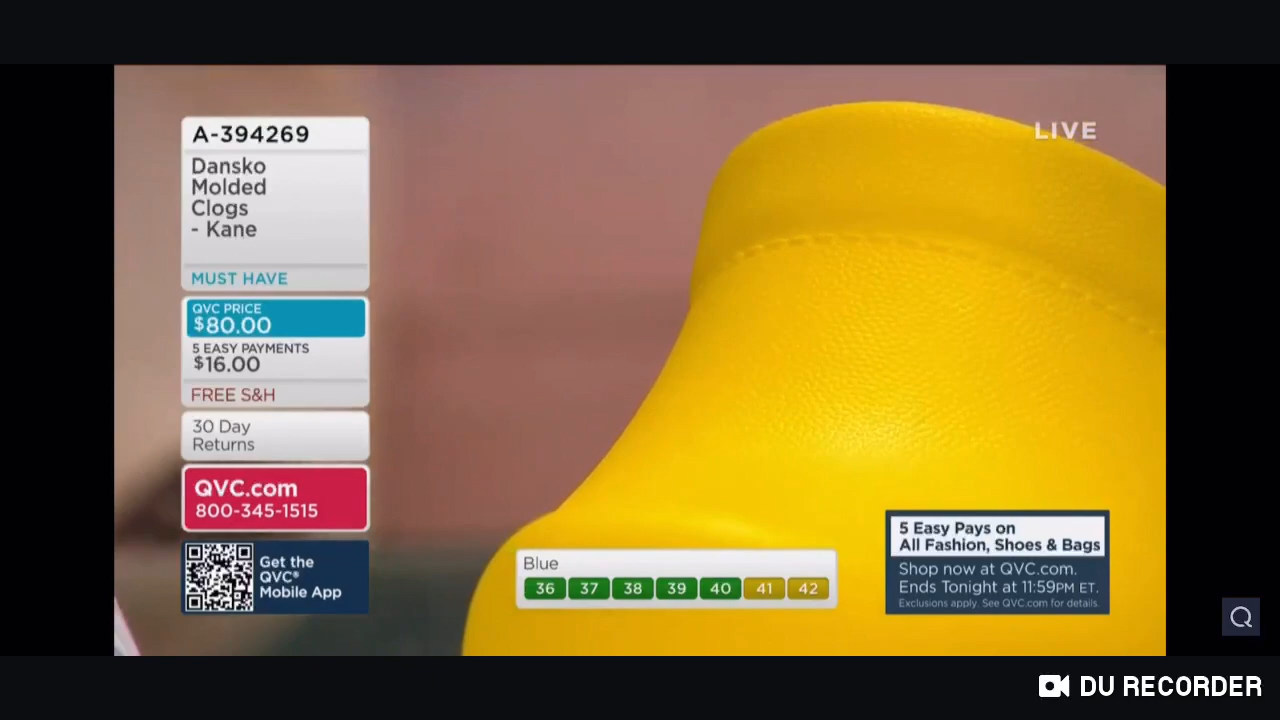 A-394269
Dansko
Molded
Clogs
- Kane
MUST HAVE
QVC PRICE
$80.00
5 EASY PAYMENTS
$16.00
FREE S&H
30 Day
Returns
QVC.com
800-345-1515
Get the
QVC®
Mobile App
LIVE
Blue
36 37 38 39 40 41 42
5 Easy Pays on
All Fashion, Shoes & Bags
Shop now at QVC.com.
Ends Tonight at 11:59PM ET.
Exclusions apply. See QVC.com for details.
Q
DU RECORDER